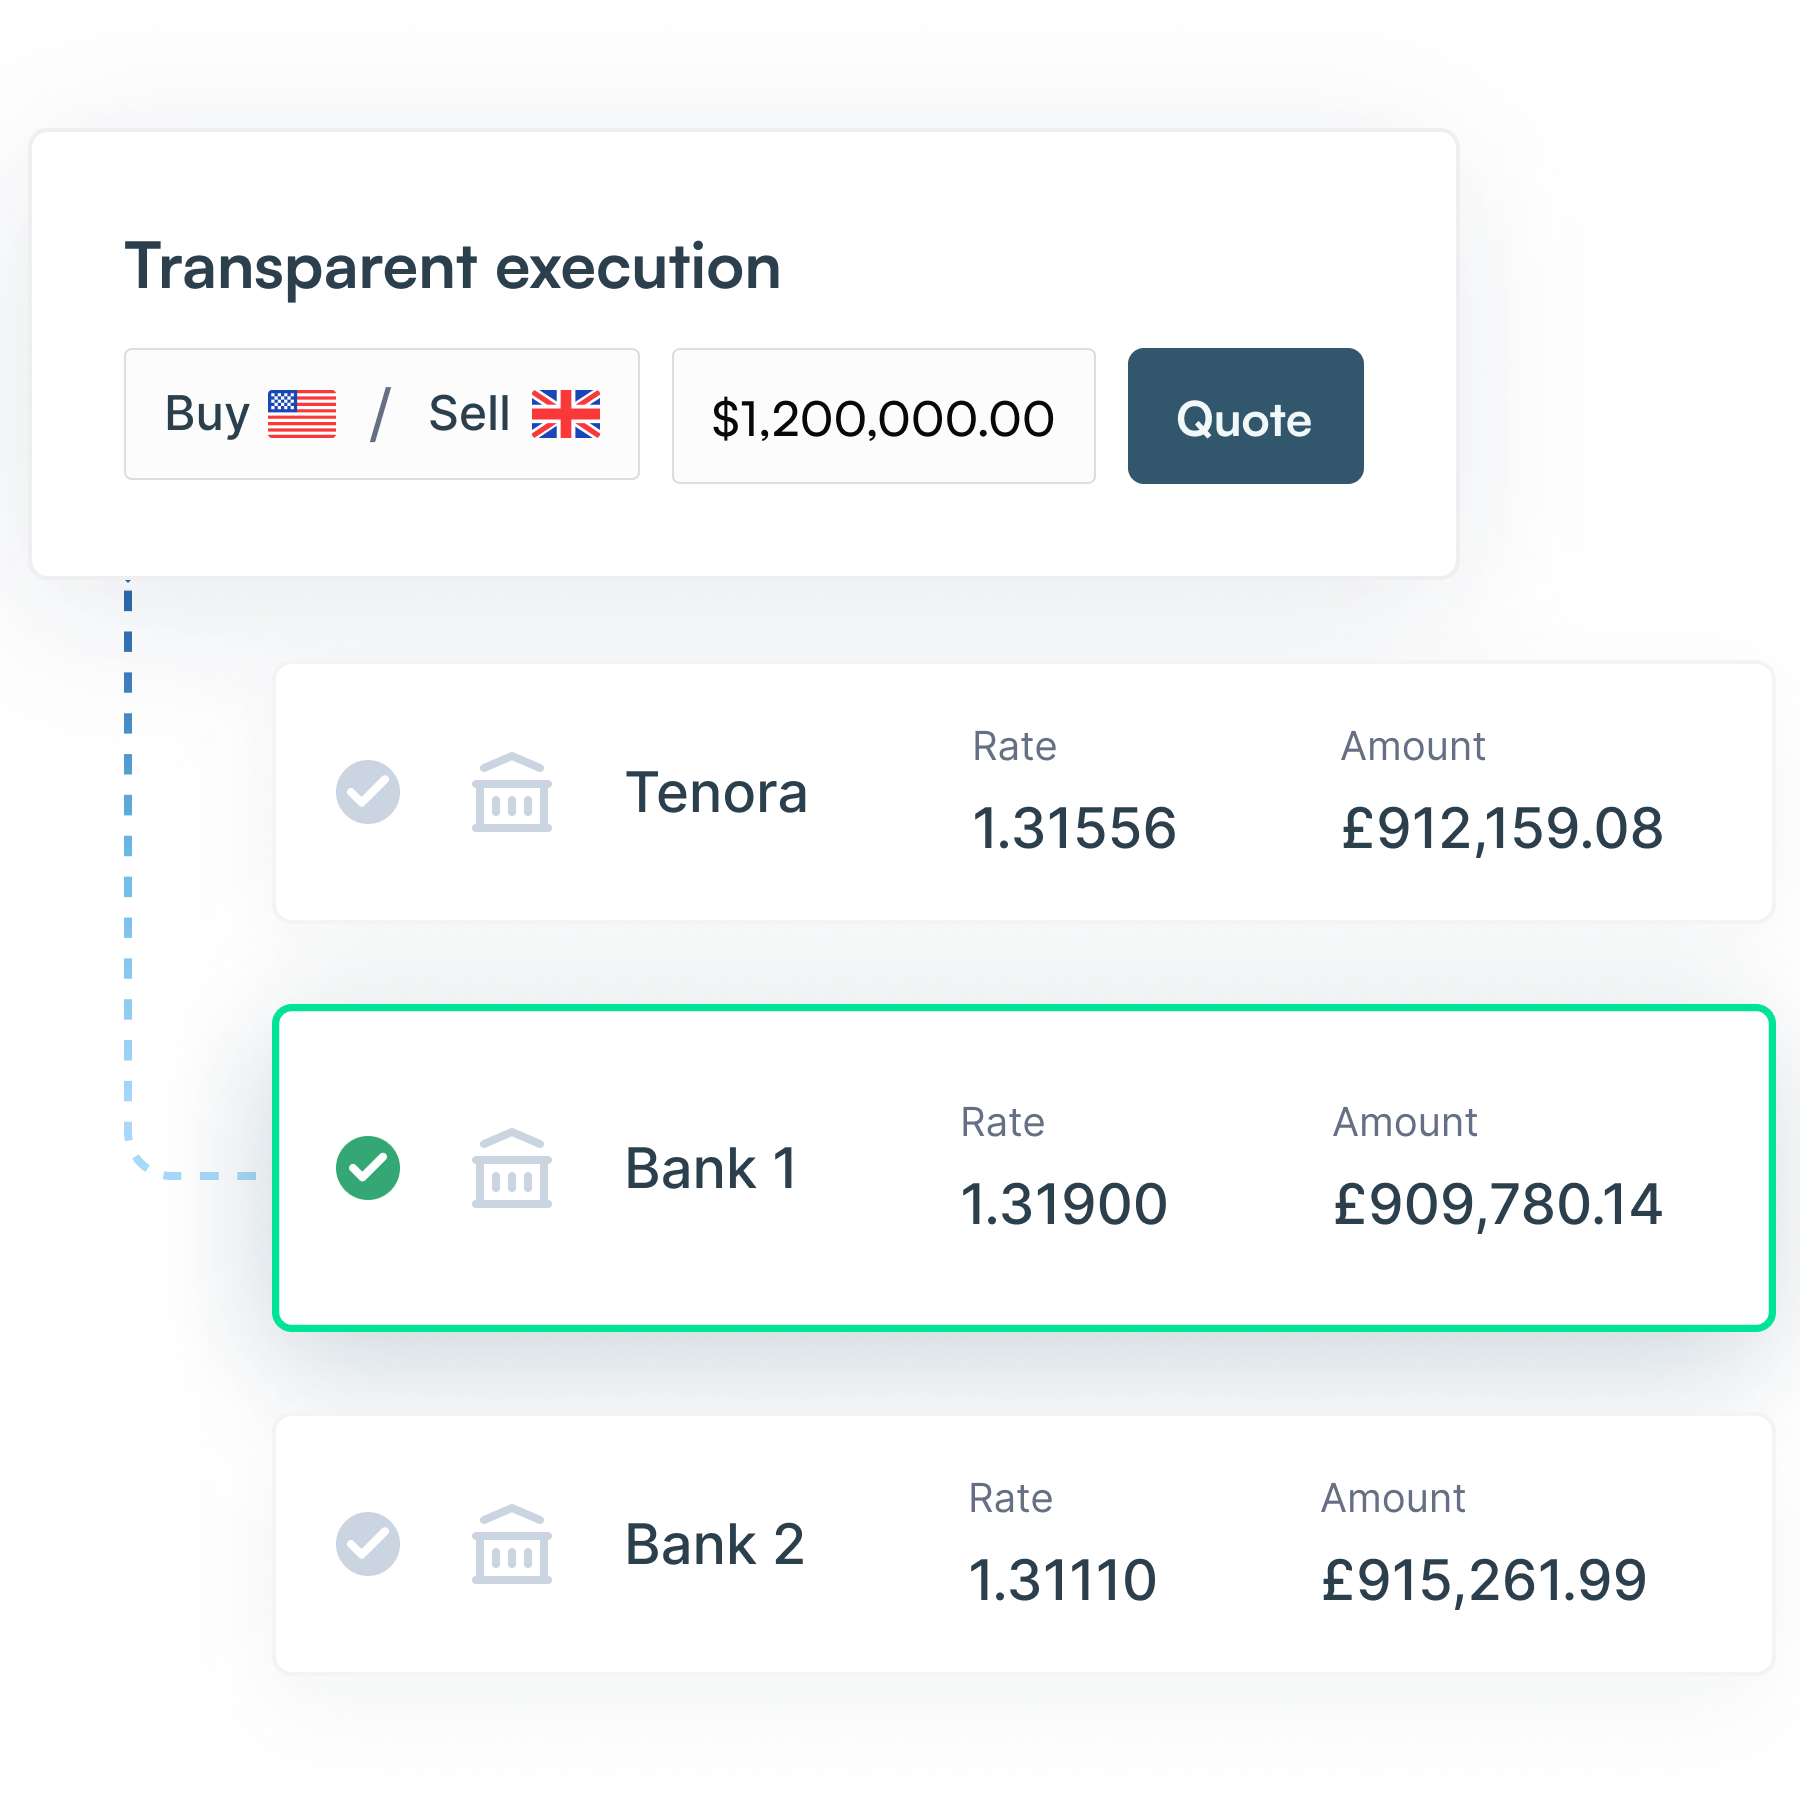 Transparent execution
Buy / Sell $1,200,000.00 Quote
Rate Amount
Tenora 1.31556 £912,159.08
Rate Amount
Bank 1 1.31900 £909,780.14
Rate Amount
Bank 2 1.31110 £915,261.99